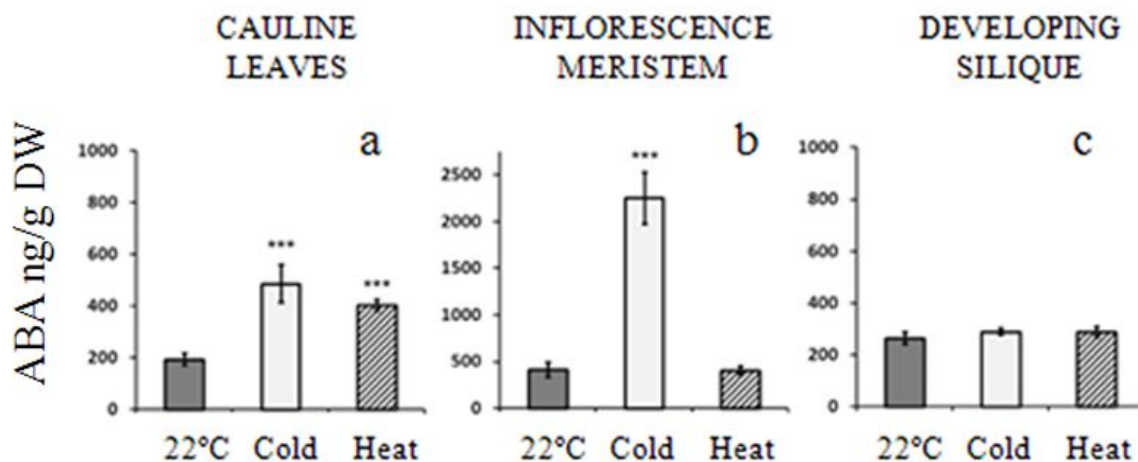 CAULINE
LEAVES
INFLORESCENCE
MERISTEM
DEVELOPING
SILIQUE
ABA ng/g DW
a
1000
800
600
400
200
0
***
***
22°C Cold Heat
b
2500
2000
1500
1000
500
0
***
22°C Cold Heat
c
1000
800
600
400
200
0
22°C Cold Heat